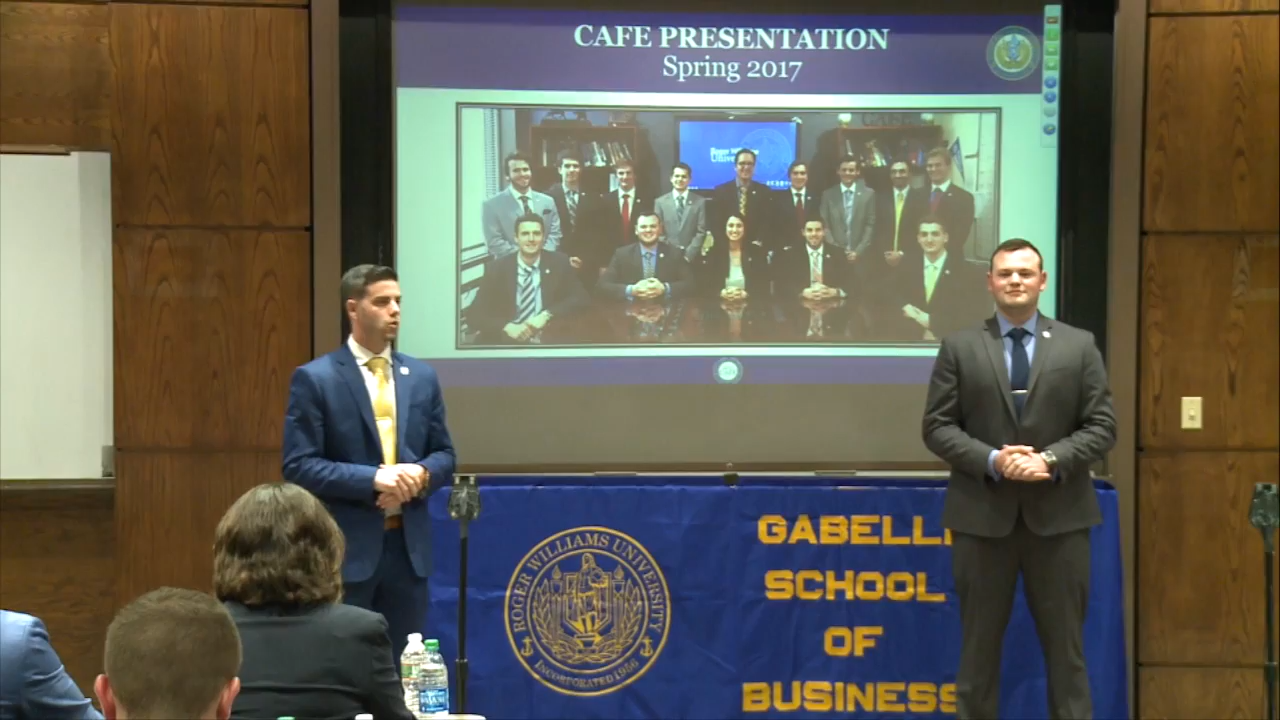 CAFE PRESENTATION
Spring 2017
ROGER WILLIAMS UNIVERSITY
INCORPORATED 1956
GABELLI
SCHOOL
OF
BUSINESS